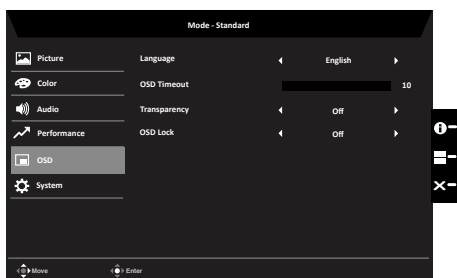 Mode - Standard
Picture
Language English
Color
OSD Timeout 10
Audio
Transparency Off
Performance
OSD Lock Off
OSD
System
Move Enter